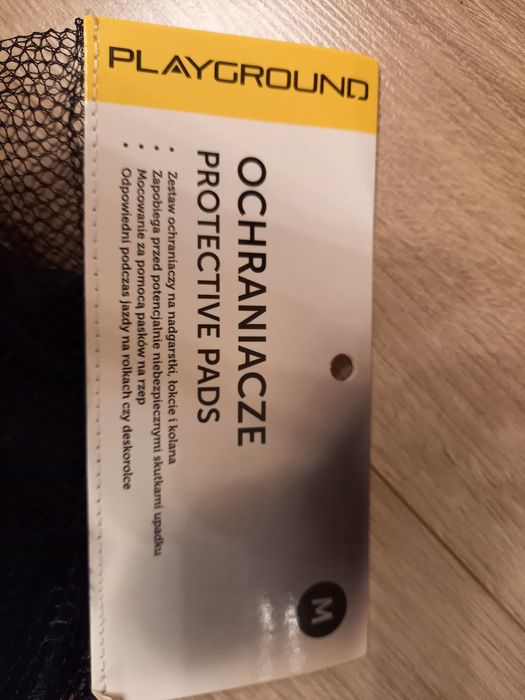 PLAYGROUND
OCHRANIACZE
PROTECTIVE PADS
• Zestaw ochraniaczy na nadgarstki, łokcie i kolana
• Zapobiega przed potencjalnie niebezpiecznymi skutkami upadku
• Mocowanie za pomocą pasków na rzep
• Odpowiedni podczas jazdy na rolkach czy deskorolce
M